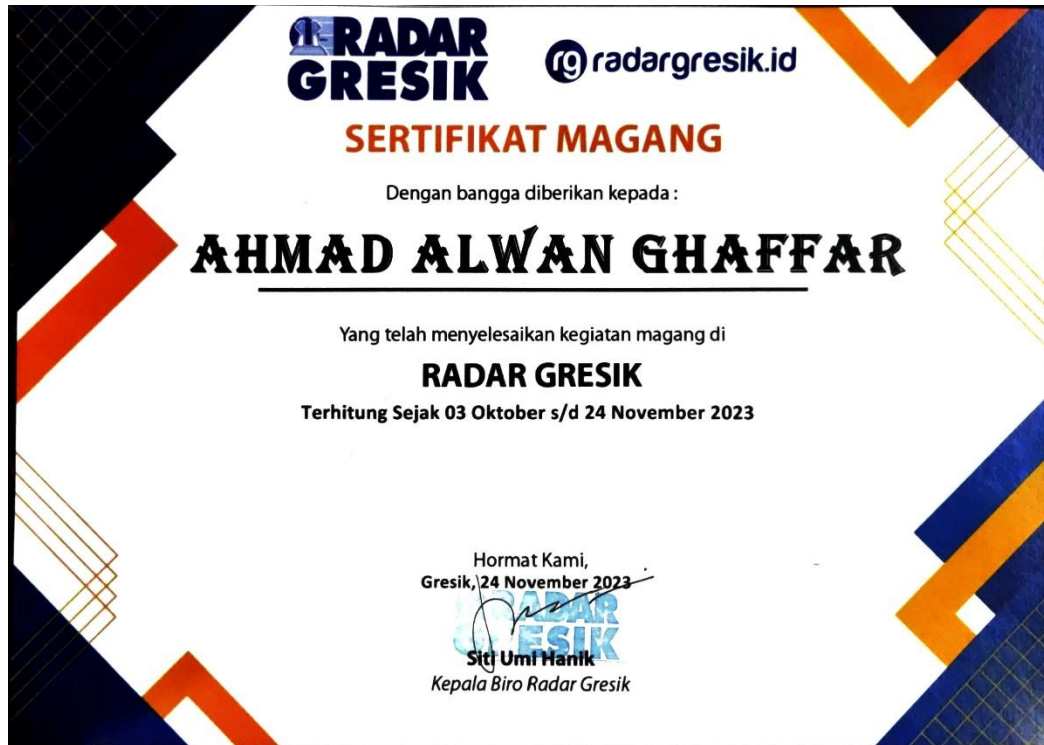 RADAR
GRESIK
rg radargresik.id
SERTIFIKAT MAGANG
Dengan bangga diberikan kepada :
AHMAD ALWAN GHAFFAR
Yang telah menyelesaikan kegiatan magang di
RADAR GRESIK
Terhitung Sejak 03 Oktober s/d 24 November 2023
Hormat Kami,
Gresik, 24 November 2023
RADAR
GRESIK
Siti Umi Hanik
Kepala Biro Radar Gresik